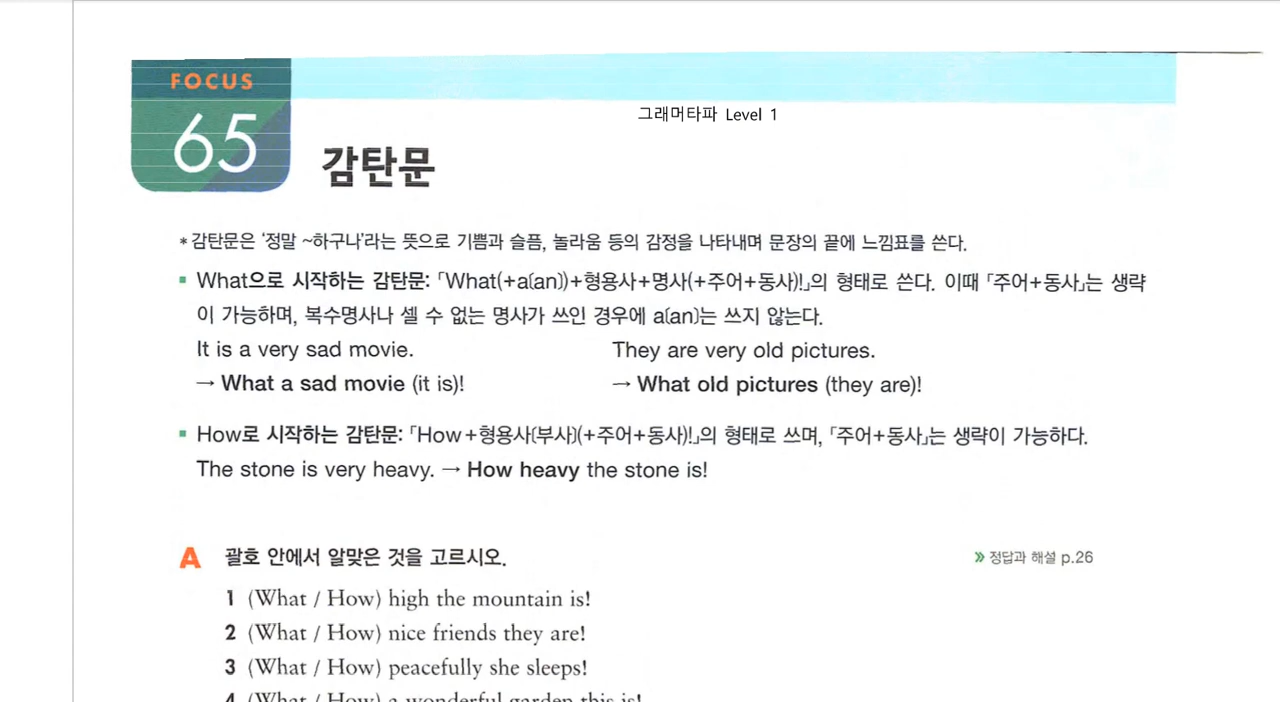 FOCUS
65
그래머타파 Level 1
감탄문
* 감탄문은 '정말 ~하구나'라는 뜻으로 기쁨과 슬픔, 놀라움 등의 감정을 나타내며 문장의 끝에 느낌표를 쓴다.
▪ What으로 시작하는 감탄문: 「What(+a(an))+형용사+명사(+주어+동사)!」의 형태로 쓴다. 이때 「주어+동사」는 생략
이 가능하며, 복수명사나 셀 수 없는 명사가 쓰인 경우에 a(an)는 쓰지 않는다.
It is a very sad movie. They are very old pictures.
→ What a sad movie (it is)! → What old pictures (they are)!
▪ How로 시작하는 감탄문: 「How+형용사(부사)(+주어+동사)!」의 형태로 쓰며, 「주어+동사」는 생략이 가능하다.
The stone is very heavy. → How heavy the stone is!
A 괄호 안에서 알맞은 것을 고르시오. » 정답과 해설 p.26
1 (What / How) high the mountain is!
2 (What / How) nice friends they are!
3 (What / How) peacefully she sleeps!
4 (What / How) a wonderful garden this is!